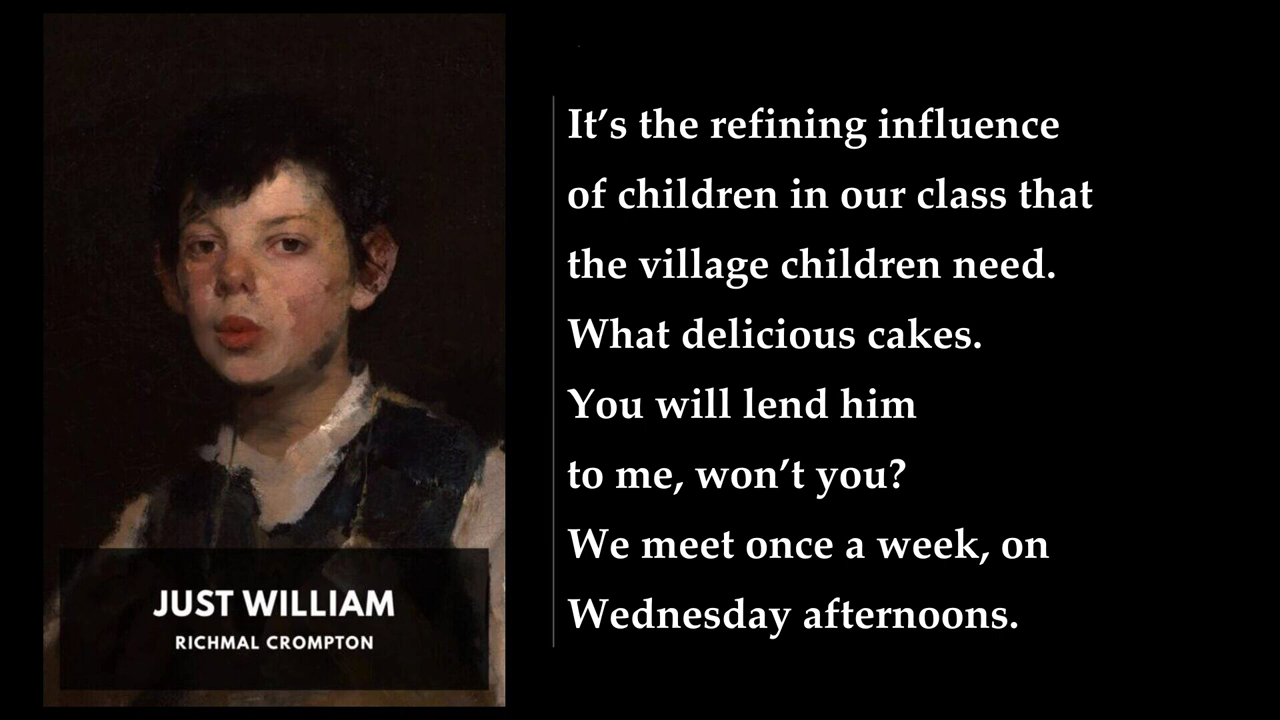 JUST WILLIAM
RICHMAL CROMPTON
It’s the refining influence
of children in our class that
the village children need.
What delicious cakes.
You will lend him
to me, won’t you?
We meet once a week, on
Wednesday afternoons.